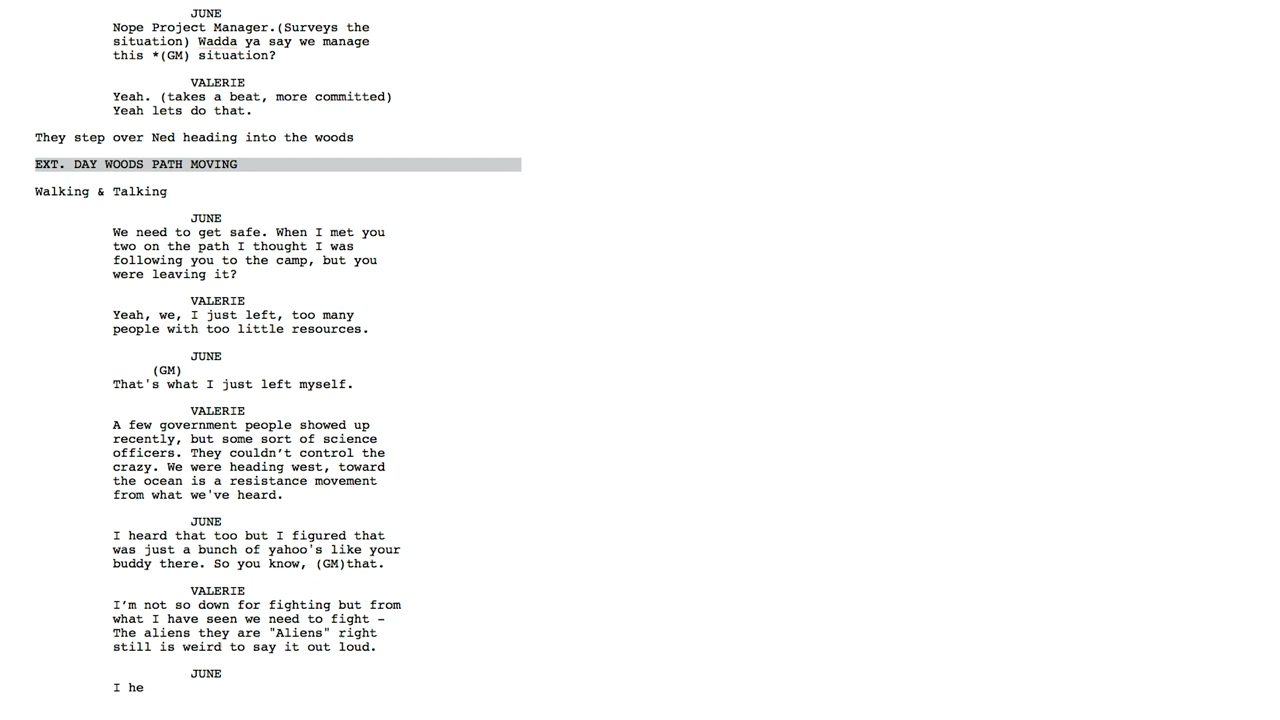 JUNE
Nope Project Manager.(Surveys the
situation) Wadda ya say we manage
this *(GM) situation?
VALERIE
Yeah. (takes a beat, more committed)
Yeah lets do that.
They step over Ned heading into the woods
EXT. DAY WOODS PATH MOVING
Walking & Talking
JUNE
We need to get safe. When I met you
two on the path I thought I was
following you to the camp, but you
were leaving it?
VALERIE
Yeah, we, I just left, too many
people with too little resources.
JUNE
(GM)
That's what I just left myself.
VALERIE
A few government people showed up
recently, but some sort of science
officers. They couldn’t control the
crazy. We were heading west, toward
the ocean is a resistance movement
from what we've heard.
JUNE
I heard that too but I figured that
was just a bunch of yahoo's like your
buddy there. So you know, (GM)that.
VALERIE
I’m not so down for fighting but from
what I have seen we need to fight –
The aliens they are "Aliens" right
still is weird to say it out loud.
JUNE
I he